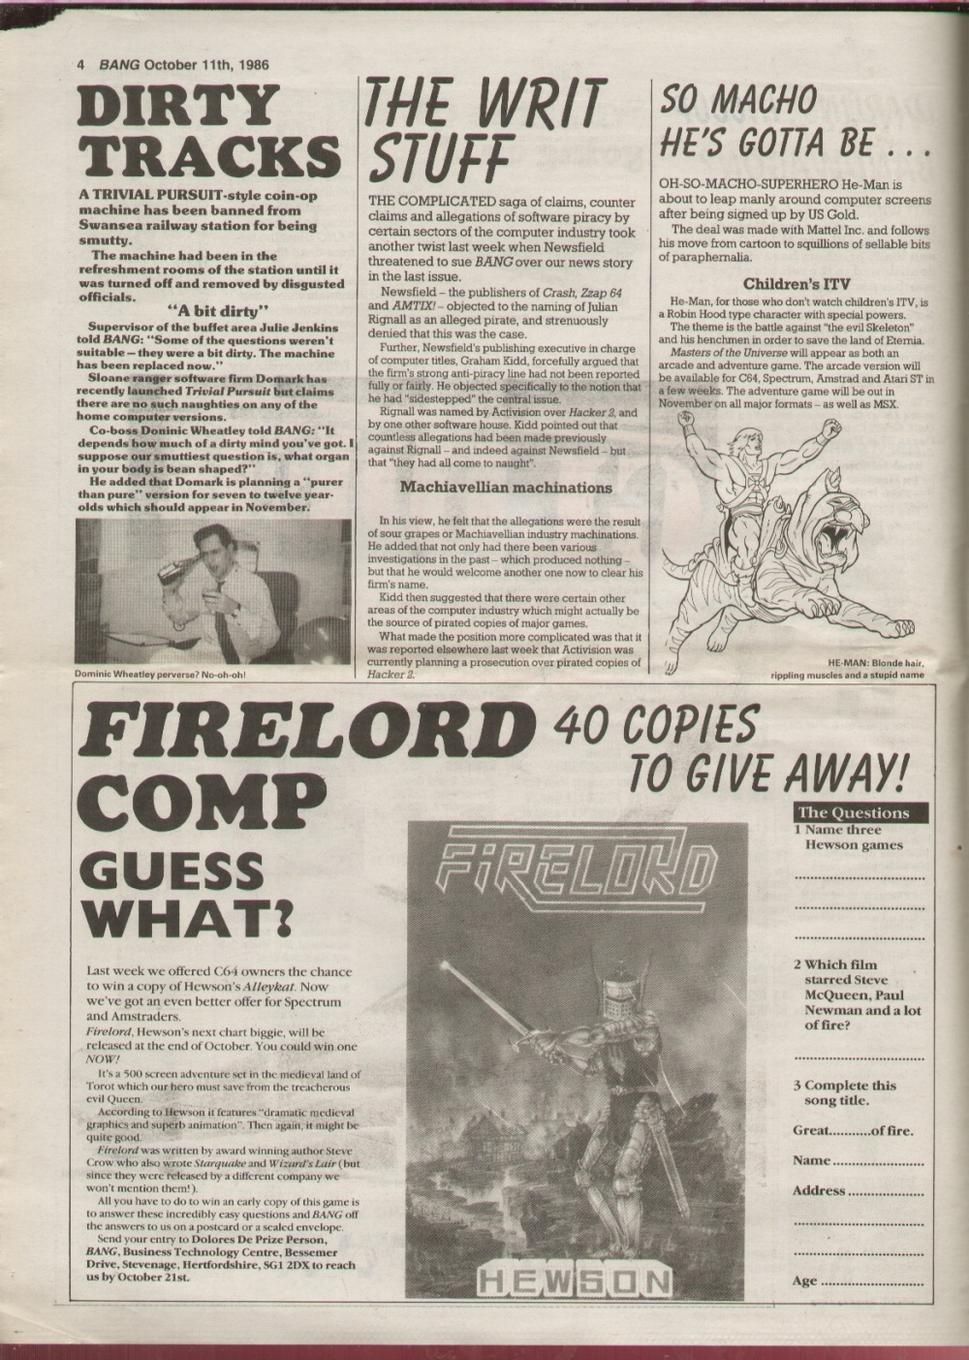 4 BANG October 11th, 1986
DIRTY
TRACKS
A TRIVIAL PURSUIT-style coin-op
machine has been banned from
Swansea railway station for being
smutty.
The machine had been in the
refreshment rooms of the station until it
was turned off and removed by disgusted
officials.
“A bit dirty”
Supervisor of the buffet area Julie Jenkins
told BANG: “Some of the questions weren't
suitable – they were a bit dirty. The machine
has been replaced now.”
Sloane ranger software firm Domark has
recently launched Trivial Pursuit but claims
there are no such naughties on any of the
home computer versions.
Co-boss Doninic Wheatley told BANG: “It
depends how much of a dirty mind you've got. I
suppose our smuttiest question is, what organ
in your body is bean shaped?”
He added that Domark is planning a “purer
than pure” version for seven to twelve year-
olds which should appear in November.
Dominic Wheatley perverse? No-oh-oh!
THE WRIT
STUFF
THE COMPLICATED saga of claims, counter
claims and allegations of software piracy by
certain sectors of the computer industry took
another twist last week when Newsfield
threatened to sue BANG over our news story
in the last issue.
Newsfield – the publishers of Crash, Zzap 64
and AMTIX! – objected to the naming of Julian
Rignall as an alleged pirate, and strenuously
denied that this was the case.
Further, Newsfield's publishing executive in charge
of computer titles, Graham Kidd, forcefully argued that
the firm's strong anti-piracy line had not been reported
fully or fairly. He objected specifically to the notion that
he had “sidestepped” the central issue.
Rignall was named by Activision over Hacker 2, and
by one other software house. Kidd pointed out that
countless allegations had been made previously
against Rignall – and indeed against Newsfield – but
that “they had all come to naught”.
Machiavellian machinations
In his view, he felt that the allegations were the result
of sour grapes or Machiavellian industry machinations.
He added that not only had there been various
investigations in the past – which produced nothing –
but that he would welcome another one now to clear his
firm's name.
Kidd then suggested that there were certain other
areas of the computer industry which might actually be
the source of pirated copies of major games.
What made the position more complicated was that it
was reported elsewhere last week that Activision was
currently planning a prosecution over pirated copies of
Hacker 2.
SO MACHO
HE'S GOTTA BE . . .
OH-SO-MACHO-SUPERHERO He-Man is
about to leap manly around computer screens
after being signed up by US Gold.
The deal was made with Mattel Inc. and follows
his move from cartoon to squillions of sellable bits
of paraphernalia.
Children's ITV
He-Man, for those who don't watch children's ITV, is
a Robin Hood type character with special powers.
The theme is the battle against “the evil Skeleton”
and his henchmen in order to save the land of Eternia.
Masters of the Universe will appear as both an
arcade and adventure game. The arcade version will
be available for C64, Spectrum, Amstrad and Atari ST in
a few weeks. The adventure game will be out in
November on all major formats – as well as MSX.
HE-MAN: Blonde hair,
rippling muscles and a stupid name
FIRELORD 40 COPIES
COMP TO GIVE AWAY!
GUESS
WHAT?
Last week we offered C64 owners the chance
to win a copy of Hewson's Alleykat. Now
we've got an even better offer for Spectrum
and Amstraders.
Firelord, Hewson's next chart biggie, will be
released at the end of October. You could win one
NOW!
It's a 500 screen adventure set in the medieval land of
Torot which our hero must save from the treacherous
evil Queen.
According to Hewson it features “dramatic medieval
graphics and superb animation”. Then again, it might be
quite good.
Firelord was written by award winning author Steve
Crow who also wrote Starquake and Wizard's Lair (but
since they were released by a different company we
won't mention them!).
All you have to do to win an early copy of this game is
to answer these incredibly easy questions and BANG off
the answers to us on a postcard or a sealed envelope.
Send your entry to Dolores De Prize Person,
BANG, Business Technology Centre, Bessemer
Drive, Stevenage, Hertfordshire, SG1 2DX to reach
us by October 21st.
FIRELORD
HEWSON
The Questions
1 Name three
Hewson games
2 Which film
starred Steve
McQueen, Paul
Newman and a lot
of fire?
3 Complete this
song title.
Great...........of fire.
Name
Address
Age